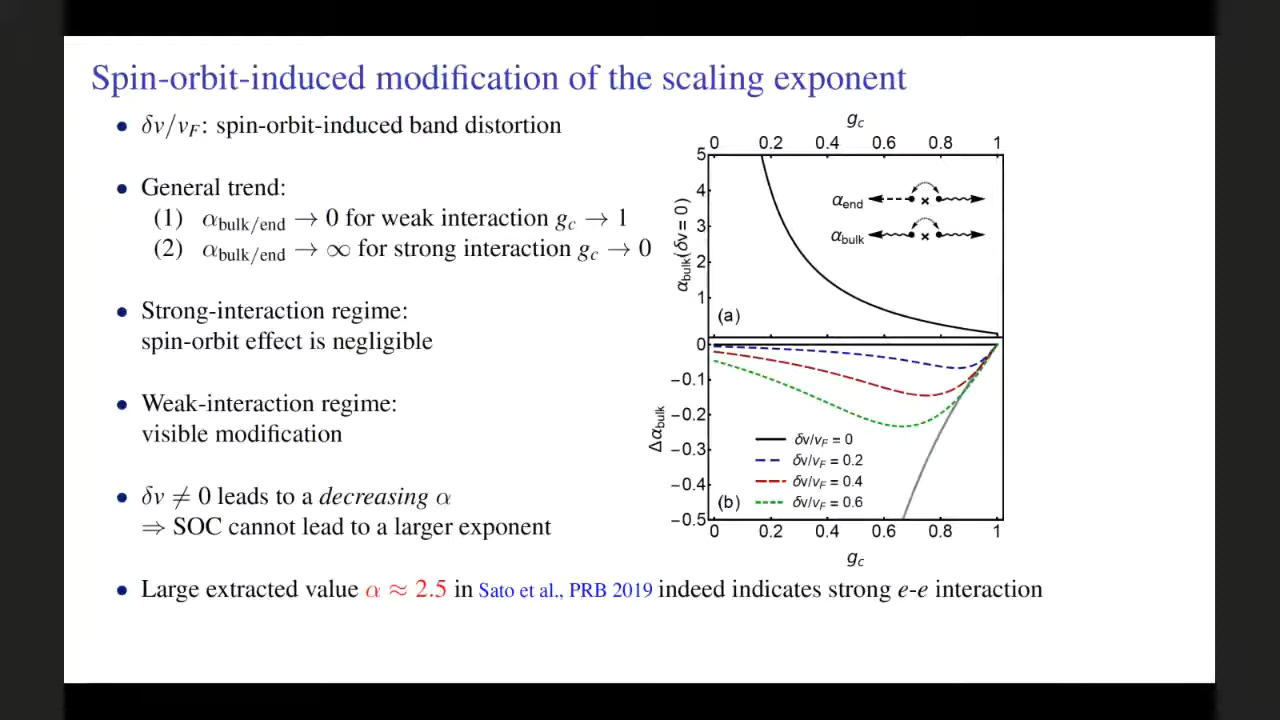 Spin-orbit-induced modification of the scaling exponent
• δv/v_F: spin-orbit-induced band distortion
• General trend:
(1) α_bulk/end → 0 for weak interaction g_c → 1
(2) α_bulk/end → ∞ for strong interaction g_c → 0
• Strong-interaction regime:
spin-orbit effect is negligible
• Weak-interaction regime:
visible modification
• δv ≠ 0 leads to a decreasing α
⇒ SOC cannot lead to a larger exponent
• Large extracted value α ≈ 2.5 in Sato et al., PRB 2019 indeed indicates strong e-e interaction
g_c
0 0.2 0.4 0.6 0.8 1
5
4
3
2
1
α_bulk(δv = 0)
α_end
α_bulk
(a)
0
−0.1
−0.2
−0.3
−0.4
−0.5
Δα_bulk
δv/v_F = 0
δv/v_F = 0.2
δv/v_F = 0.4
δv/v_F = 0.6
(b)
0 0.2 0.4 0.6 0.8 1
g_c